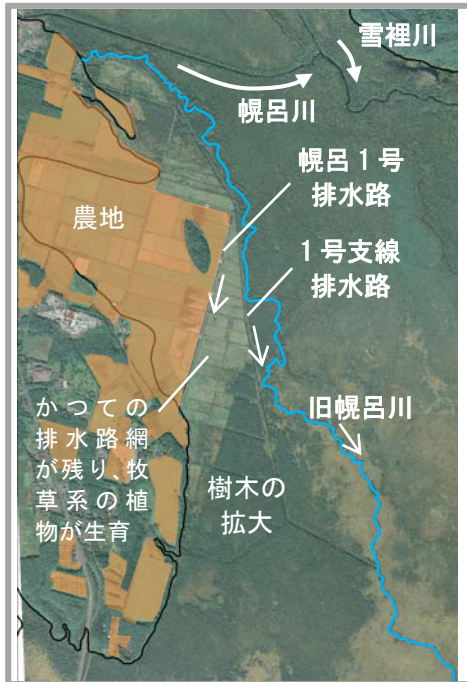 雪裡川
幌呂川
幌呂１号
排水路
農地
１号支線
排水路
かつての
排水路網
が残り、牧
草系の植
物が生育
旧幌呂川
樹木の
拡大